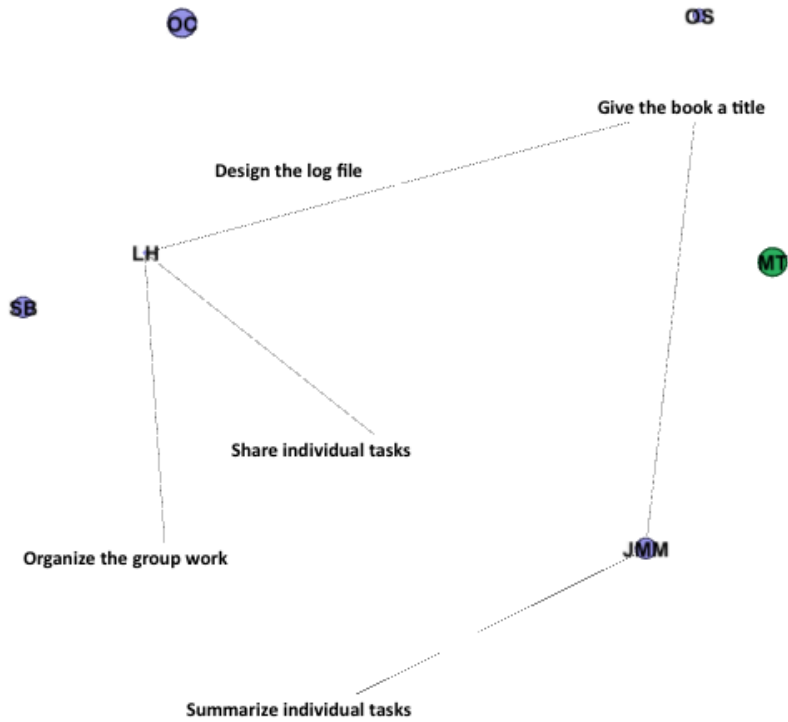 OC
OS
Give the book a title
Design the log file
LH
MT
SB
Share individual tasks
JMM
Organize the group work
Summarize individual tasks